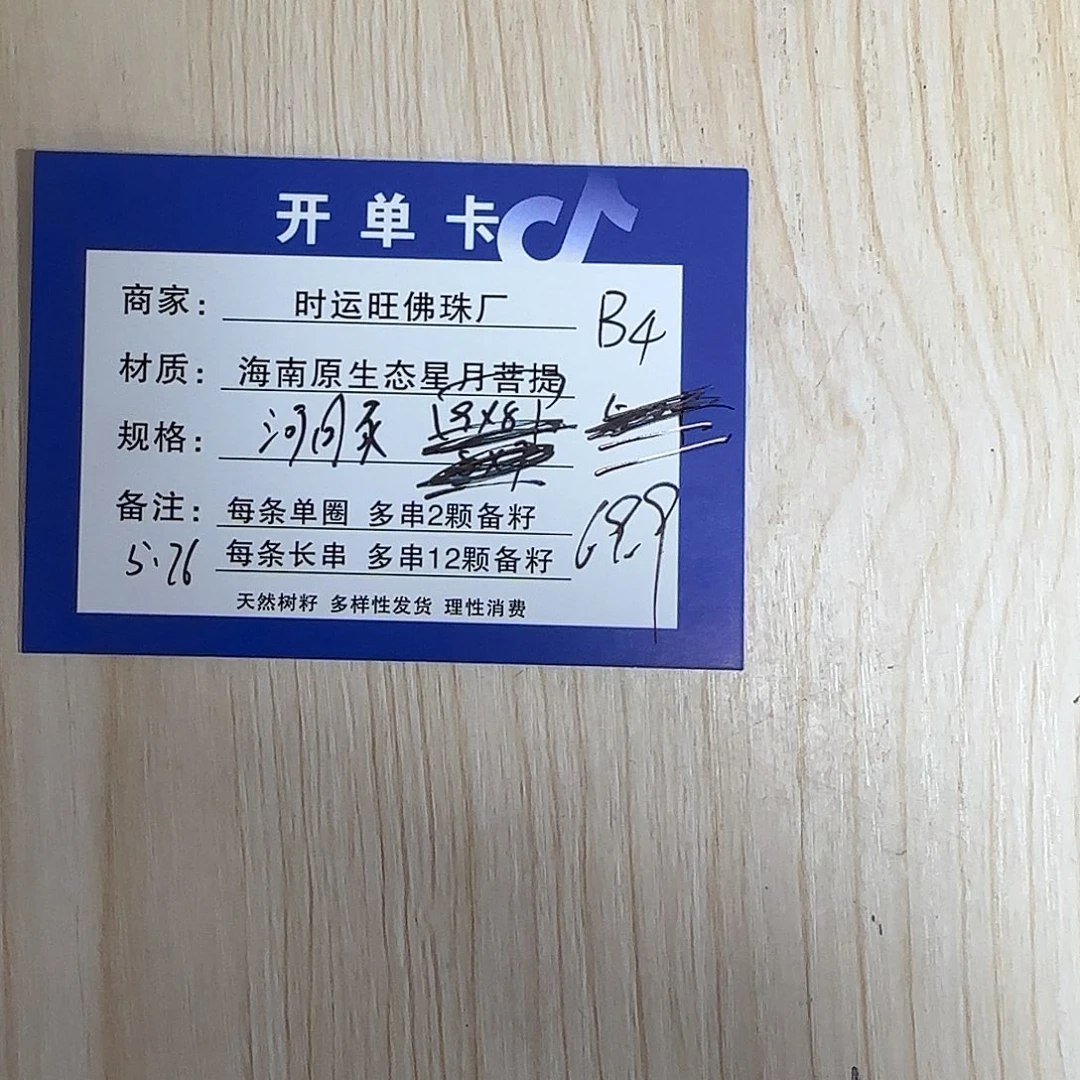 开单卡
商家： 时运旺佛珠厂 B4
材质： 海南原生态星月菩提
规格： (9x8)
备注： 每条单圈 多串2颗备籽 699
5.26 每条长串 多串12颗备籽
天然树籽 多样性发货 理性消费